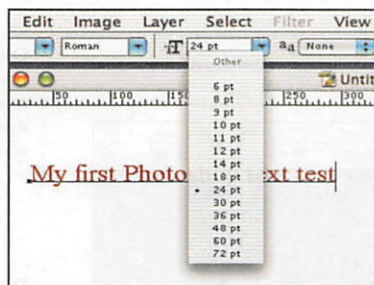 Edit Image Layer Select Filter View
Roman T 24 pt aa None
Other
Untit
50 100 150 250 300
6 pt
8 pt
9 pt
10 pt
11 pt
12 pt
14 pt
18 pt
24 pt
30 pt
36 pt
48 pt
60 pt
72 pt
My first Photo ext test